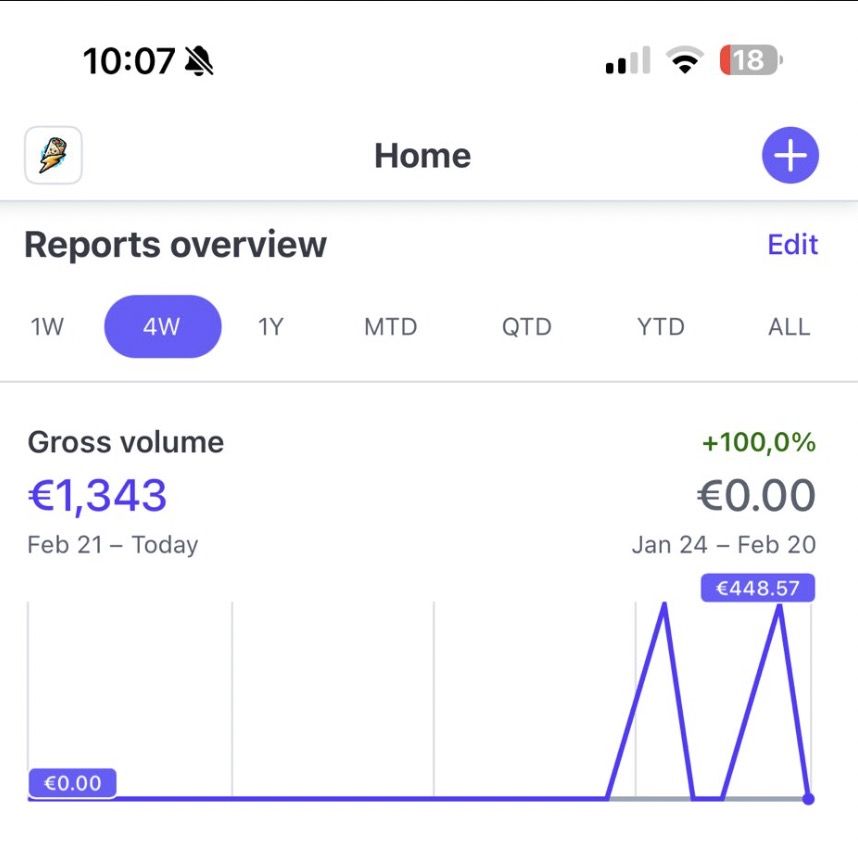 10:07
18
Home
Reports overview
Edit
1W 4W 1Y MTD QTD YTD ALL
Gross volume
+100,0%
€1,343
€0.00
Feb 21 – Today
Jan 24 – Feb 20
€448.57
€0.00